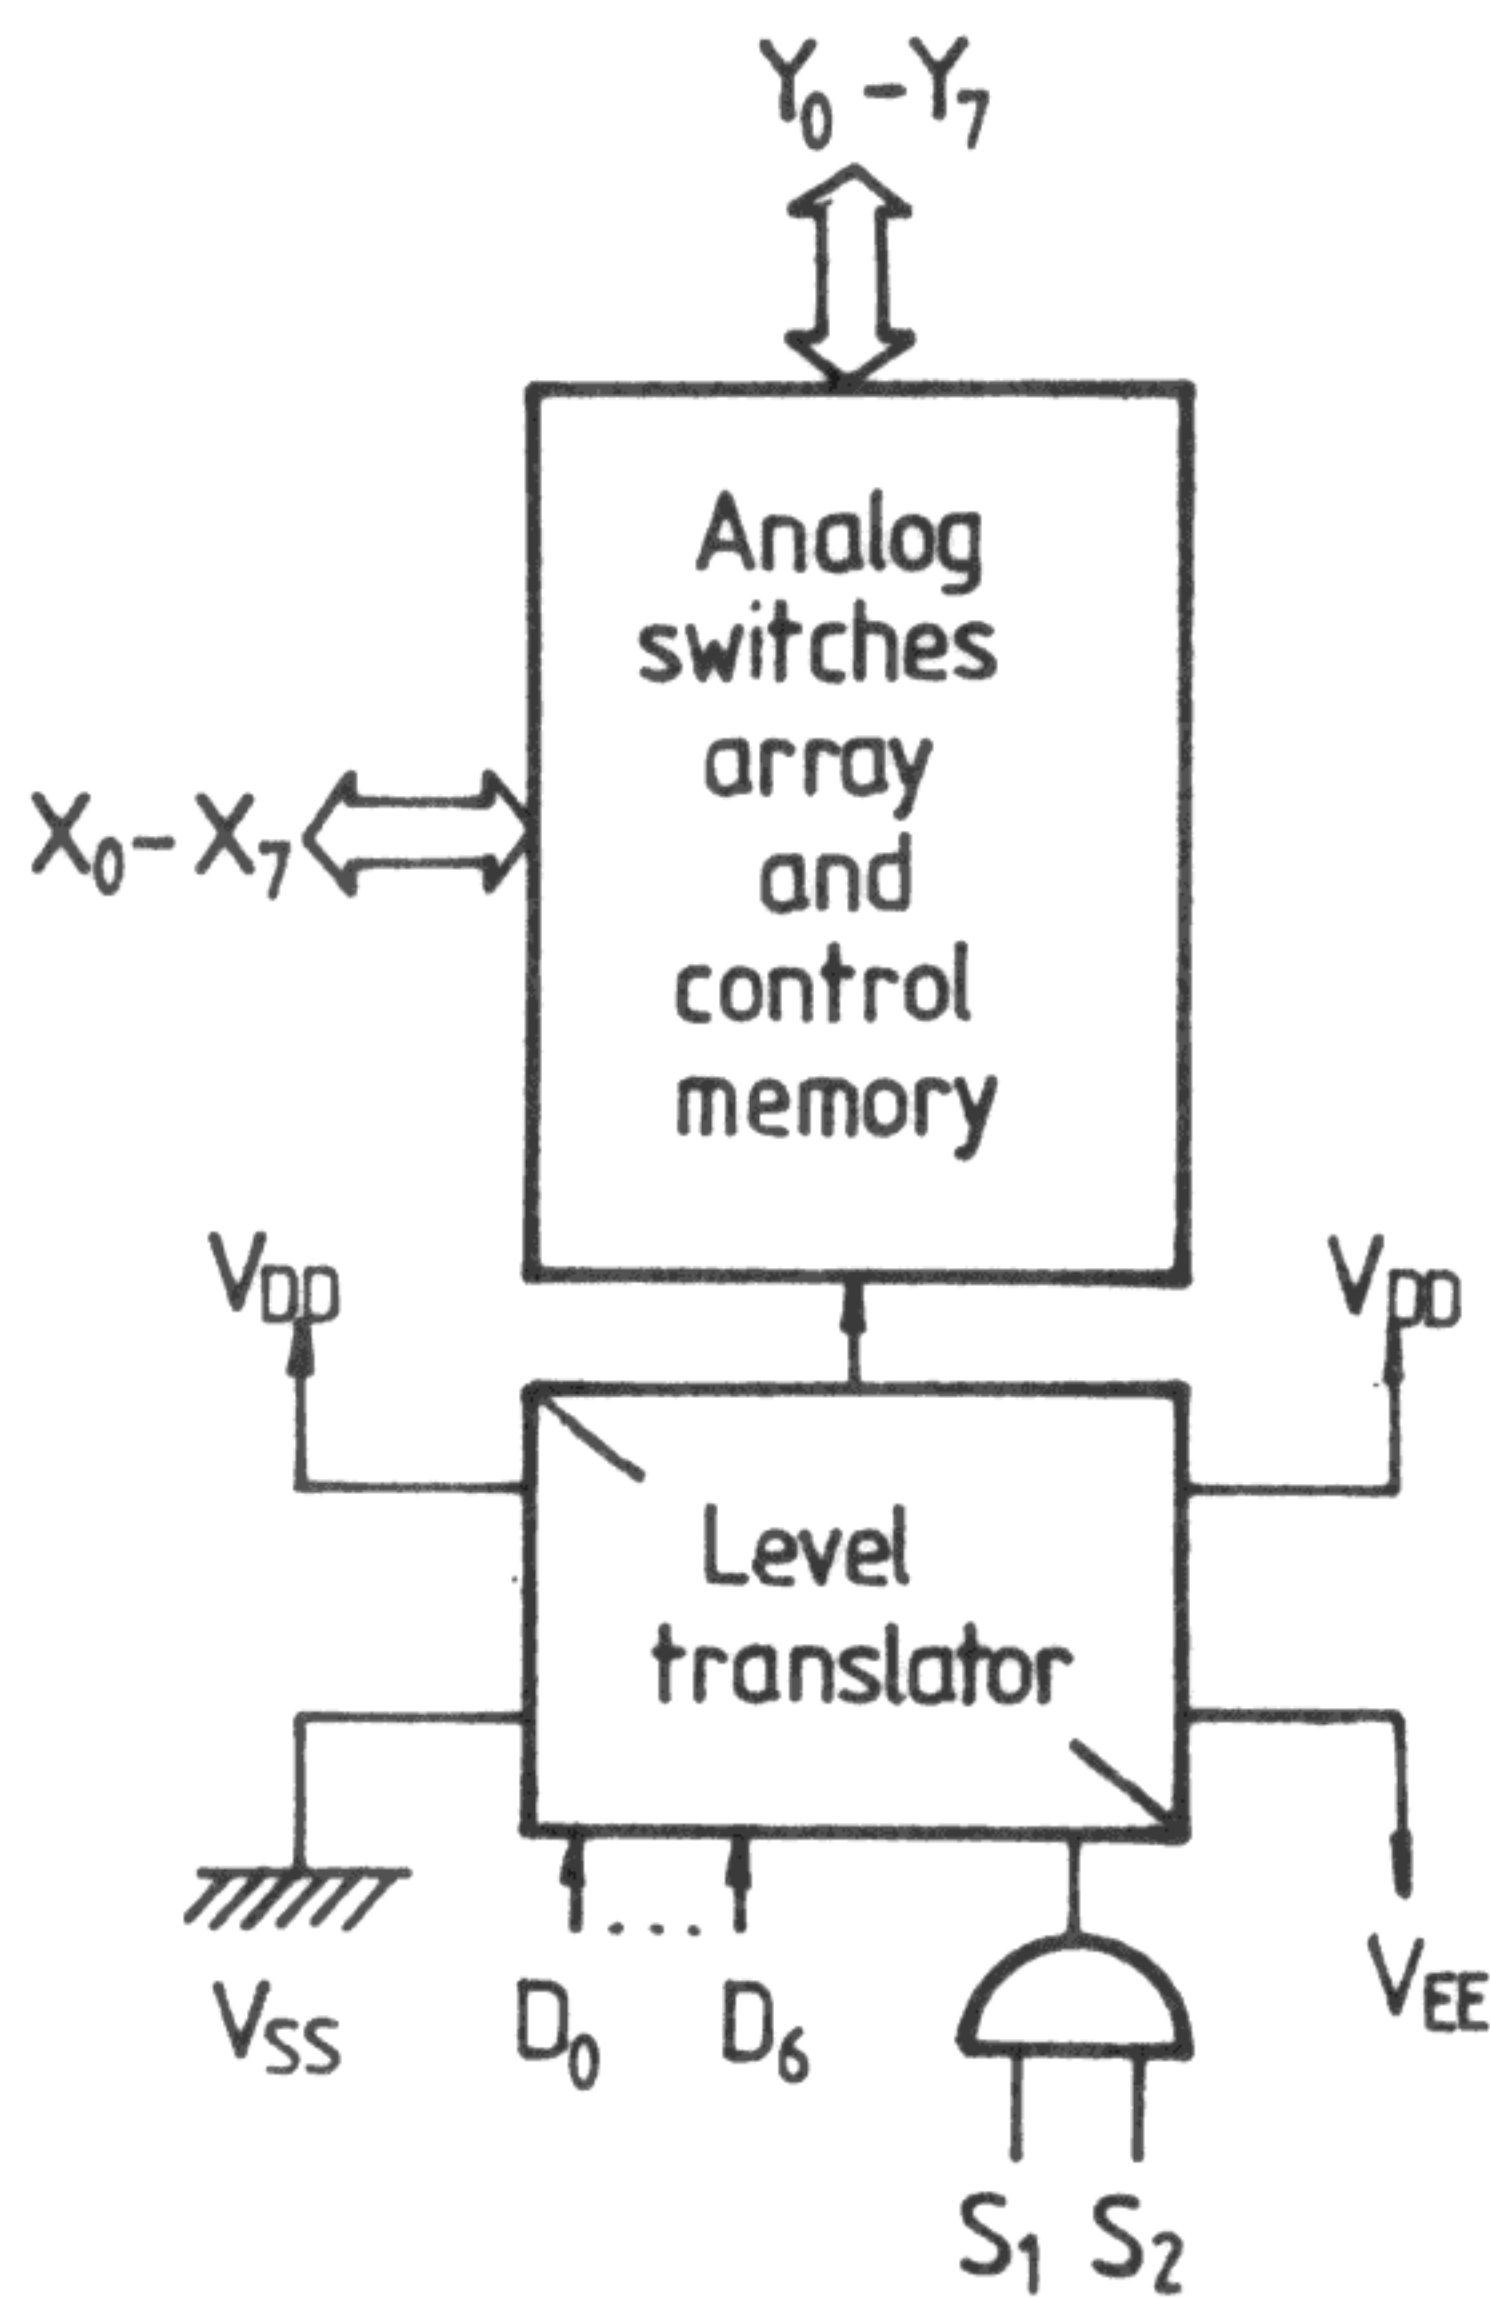 Y0 - Y7
Analog
switches
array
and
control
memory
X0 - X7
VDD
VDD
Level
translator
VSS
D0 ... D6
VEE
S1 S2